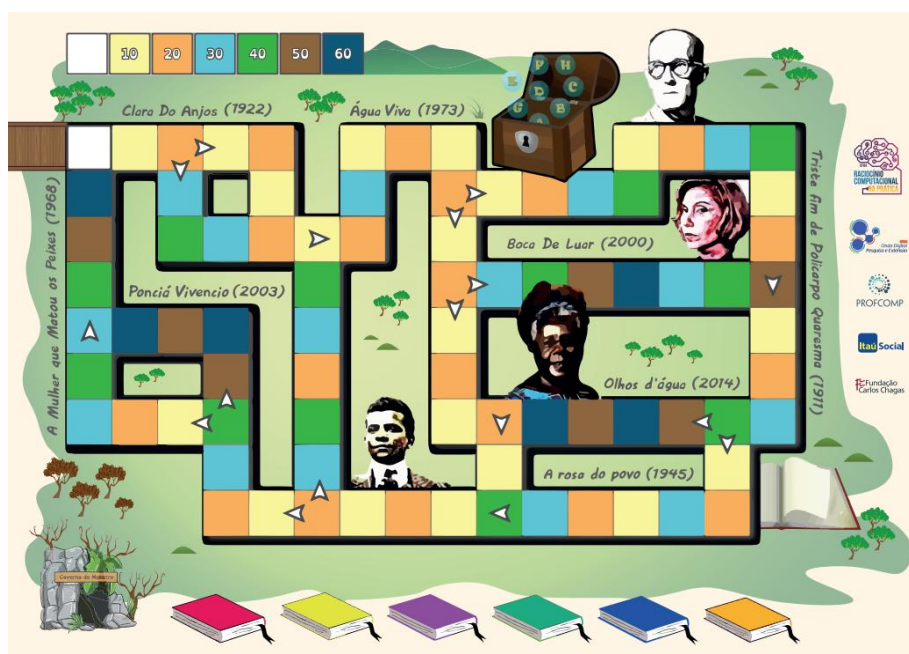 10 20 30 40 50 60
Clara Do Anjos (1922)
Água Viva (1973)
E F H
D C
G B
A
A Mulher que Matou os Peixes (1968)
Triste fim de Policarpo Quaresma (1911)
RACIOCÍNIO
COMPUTACIONAL
NA PRÁTICA
Boca De Luar (2000)
Ponciá Vivencio (2003)
PROFCOMP
Itaú Social
Olhos d'água (2014)
Fundação
Carlos Chagas
A rosa do povo (1945)